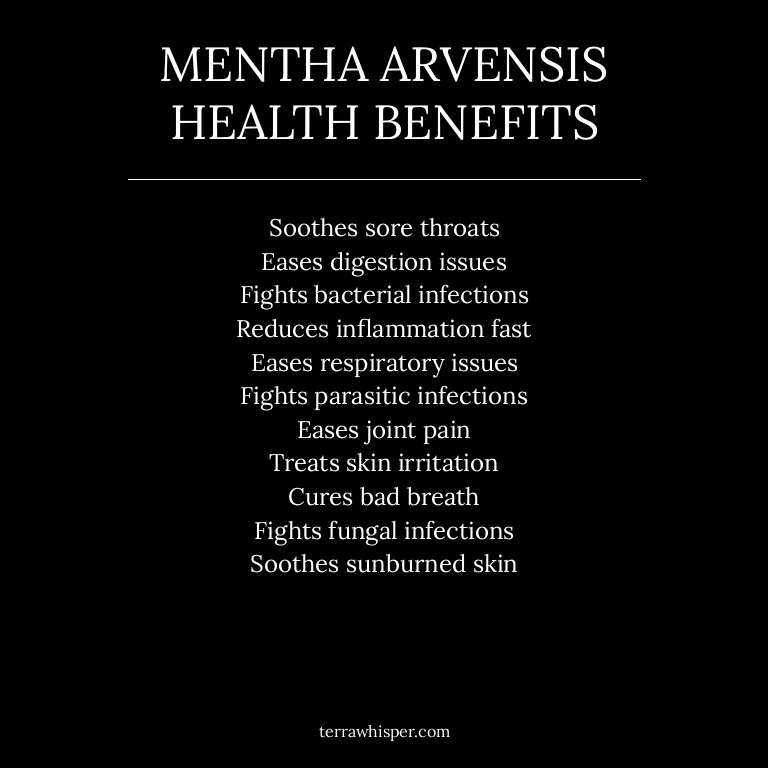 MENTHA ARVENSIS
HEALTH BENEFITS
Soothes sore throats
Eases digestion issues
Fights bacterial infections
Reduces inflammation fast
Eases respiratory issues
Fights parasitic infections
Eases joint pain
Treats skin irritation
Cures bad breath
Fights fungal infections
Soothes sunburned skin
terrawhisper.com